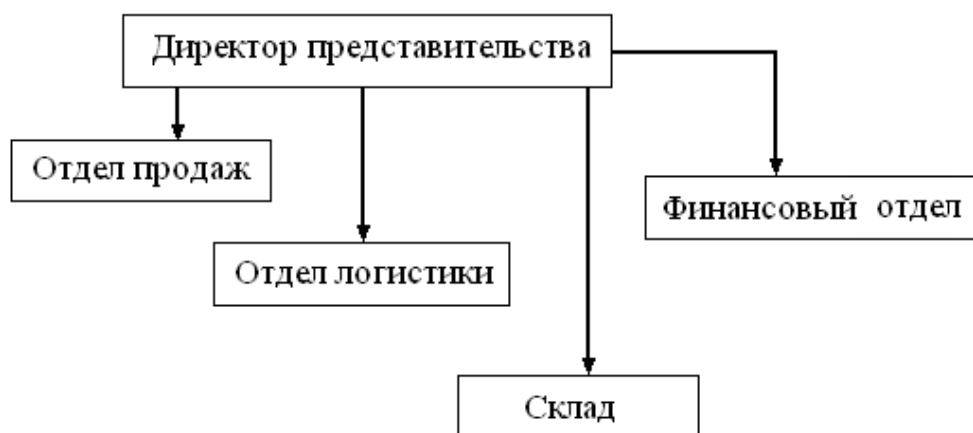 Директор представительства
Отдел продаж
Финансовый отдел
Отдел логистики
Склад